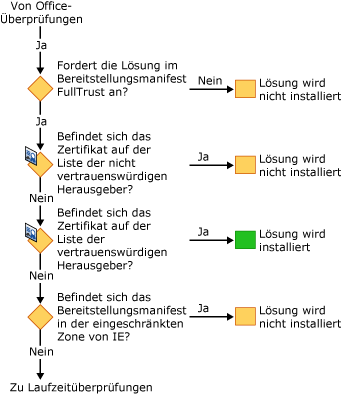 Von Office-
Überprüfungen
Ja
Fordert die Lösung im
Bereitstellungsmanifest
FullTrust an?
Nein
Lösung wird
nicht installiert
Ja
Befindet sich das
Zertifikat auf der
Liste der nicht
vertrauenswürdigen
Herausgeber?
Ja
Lösung wird
nicht installiert
Nein
Befindet sich das
Zertifikat auf der
Liste der
vertrauenswürdigen
Herausgeber?
Ja
Lösung wird
installiert
Nein
Befindet sich das
Bereitstellungsmanifest
in der eingeschränkten
Zone von IE?
Ja
Lösung wird
nicht installiert
Nein
Zu Laufzeitüberprüfungen